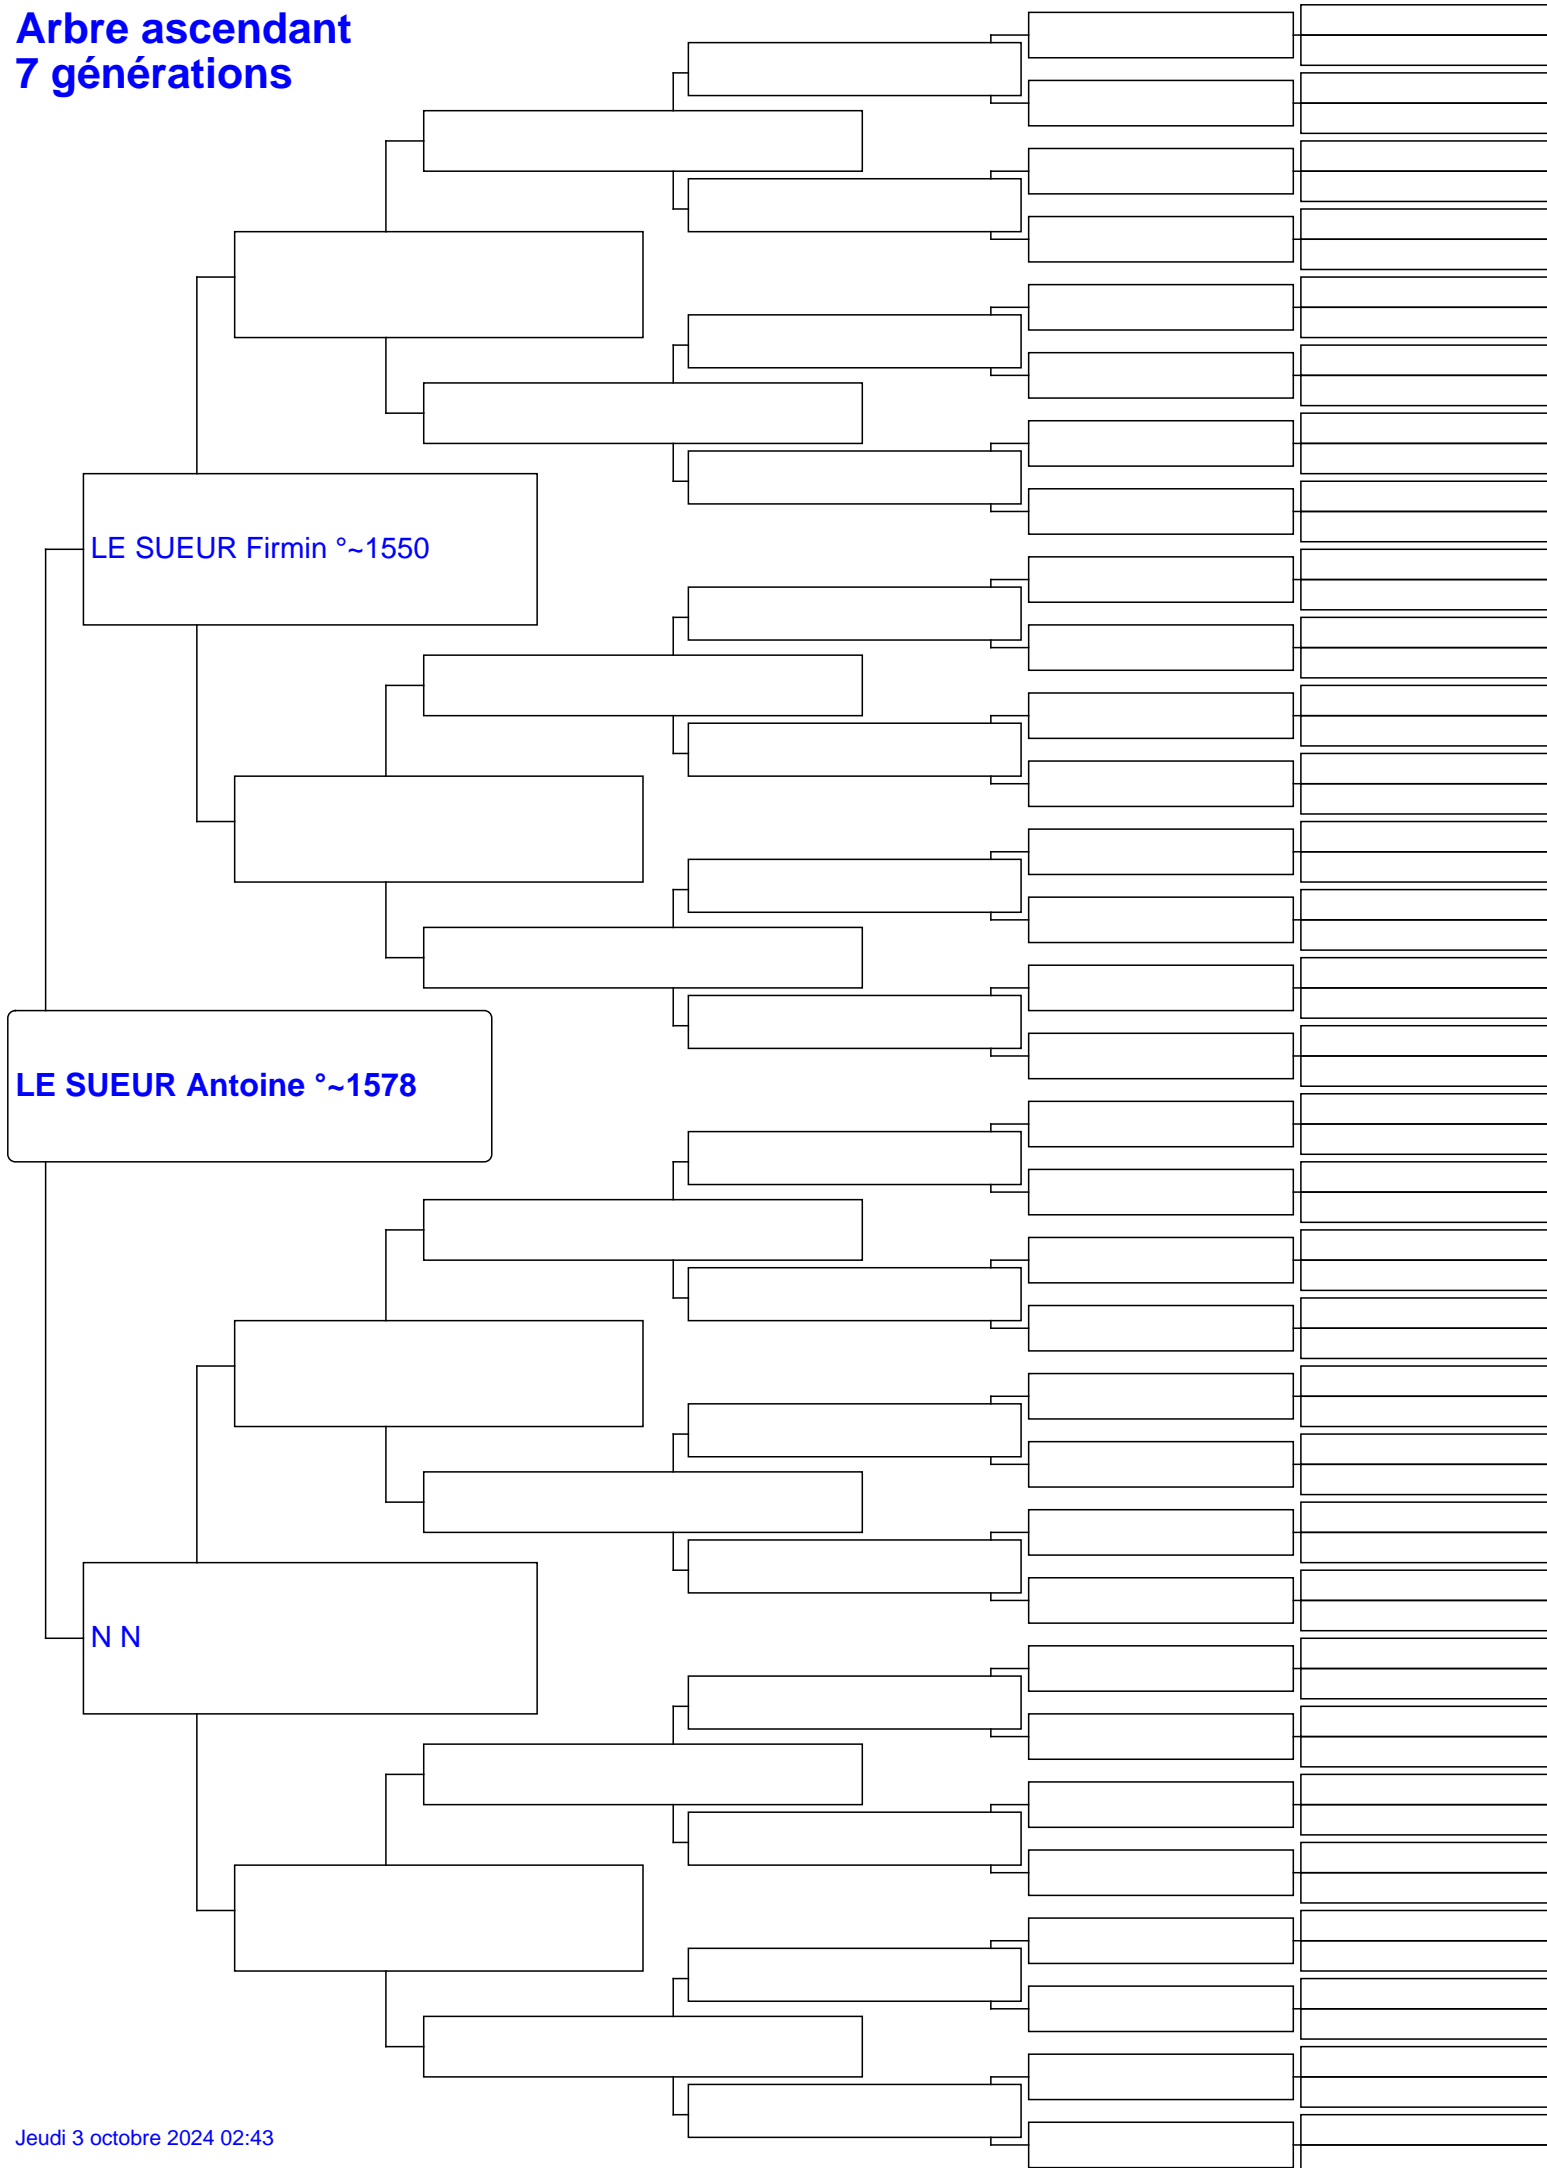 Arbre ascendant
7 générations
LE SUEUR Firmin °~1550
LE SUEUR Antoine °~1578
N N
Jeudi 3 octobre 2024 02:43